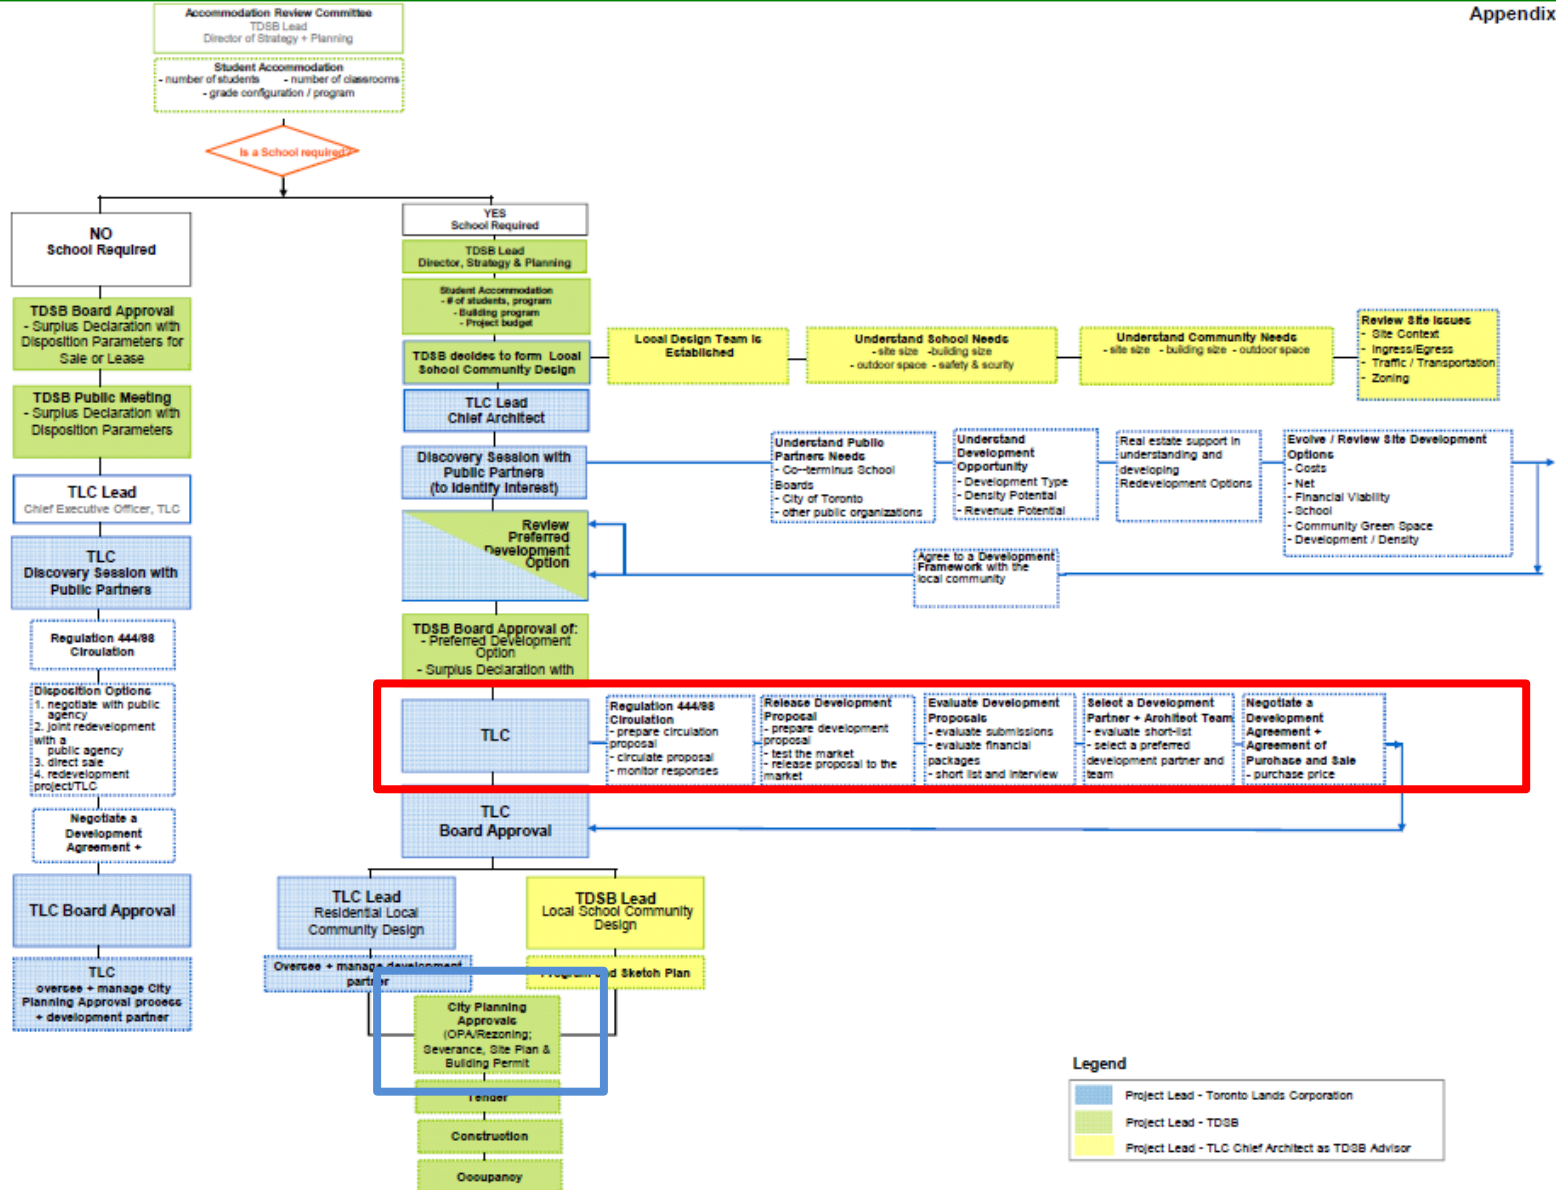 Appendix
Accommodation Review Committee
TDSB Lead
Director of Strategy + Planning
Student Accommodation
- number of students - number of classrooms
- grade configuration / program
Is a School required?
NO
School Required
TDSB Board Approval
- Surplus Declaration with
Disposition Parameters for
Sale or Lease
TDSB Public Meeting
- Surplus Declaration with
Disposition Parameters
TLC Lead
Chief Executive Officer, TLC
TLC
Discovery Session with
Public Partners
Regulation 444/98
Circulation
Disposition Options
1. negotiate with public
agency
2. joint redevelopment
with a
public agency
3. direct sale
4. redevelopment
project/TLC
Negotiate a
Development
Agreement +
TLC Board Approval
TLC
oversee + manage City
Planning Approval process
+ development partner
YES
School Required
TDSB Lead
Director, Strategy & Planning
Student Accommodation
- # of students, program
- Building program
- Project budget
TDSB decides to form Local
School Community Design
Local Design Team is
Established
Understand School Needs
- site size -building size
- outdoor space - safety & scurity
Understand Community Needs
- site size - building size - outdoor space
Review Site Issues
- Site Context
- Ingress/Egress
- Traffic / Transportation
- Zoning
TLC Lead
Chief Architect
Discovery Session with
Public Partners
(to Identify Interest)
Understand Public
Partners Needs
- Co--terminus School
Boards
- City of Toronto
- other public organizations
Understand
Development
Opportunity
- Development Type
- Density Potential
- Revenue Potential
Real estate support in
understanding and
developing
Redevelopment Options
Evolve / Review Site Development
Options
- Costs
- Net
- Financial Viability
- School
- Community Green Space
- Development / Density
Review
Preferred
Development
Option
Agree to a Development
Framework with the
local community
TDSB Board Approval of:
- Preferred Development
Option
- Surplus Declaration with
TLC
Regulation 444/98
Circulation
- prepare circulation
proposal
- circulate proposal
- monitor responses
Release Development
Proposal
- prepare development
proposal
- test the market
- release proposal to the
market
Evaluate Development
Proposals
- evaluate submissions
- evaluate financial
packages
- short list and interview
Select a Development
Partner + Architect Team
- evaluate short-list
- select a preferred
development partner and
team
Negotiate a
Development
Agreement +
Agreement of
Purchase and Sale
- purchase price
TLC
Board Approval
TLC Lead
Residential Local
Community Design
TDSB Lead
Local School Community
Design
Oversee + manage development
partner
Program and Sketch Plan
City Planning
Approvals
(OPA/Rezoning;
Severance, Site Plan &
Building Permit
Tender
Construction
Occupancy
Legend
Project Lead - Toronto Lands Corporation
Project Lead - TDSB
Project Lead - TLC Chief Architect as TDSB Advisor